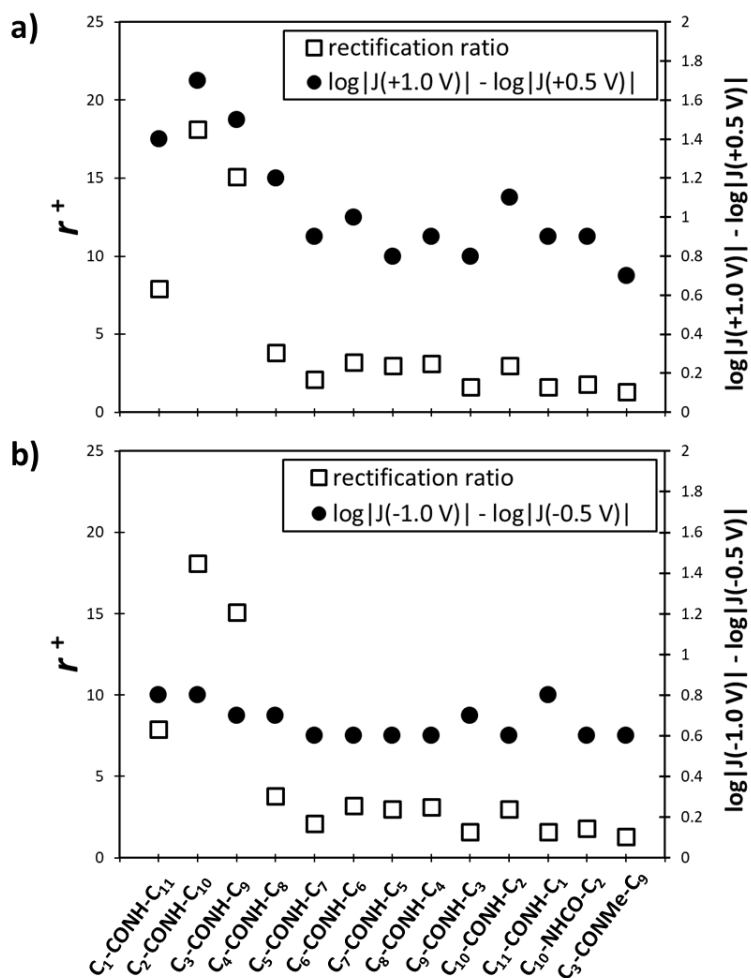 a)
25
20
15
10
5
0
r⁺
□ rectification ratio
● log|J(+1.0 V)| - log|J(+0.5 V)|
2
1.8
1.6
1.4
1.2
1
0.8
0.6
0.4
0.2
0
log|J(+1.0 V)| - log|J(+0.5 V)|
b)
25
20
15
10
5
0
r⁺
□ rectification ratio
● log|J(-1.0 V)| - log|J(-0.5 V)|
2
1.8
1.6
1.4
1.2
1
0.8
0.6
0.4
0.2
0
log|J(-1.0 V)| - log|J(-0.5 V)|
C₁-CONH-C₁₁
C₂-CONH-C₁₀
C₃-CONH-C₉
C₄-CONH-C₈
C₅-CONH-C₇
C₆-CONH-C₆
C₇-CONH-C₅
C₈-CONH-C₄
C₉-CONH-C₃
C₁₀-CONH-C₂
C₁₁-CONH-C₁
C₁₀-NHCO-C₂
C₃-CONMe-C₉